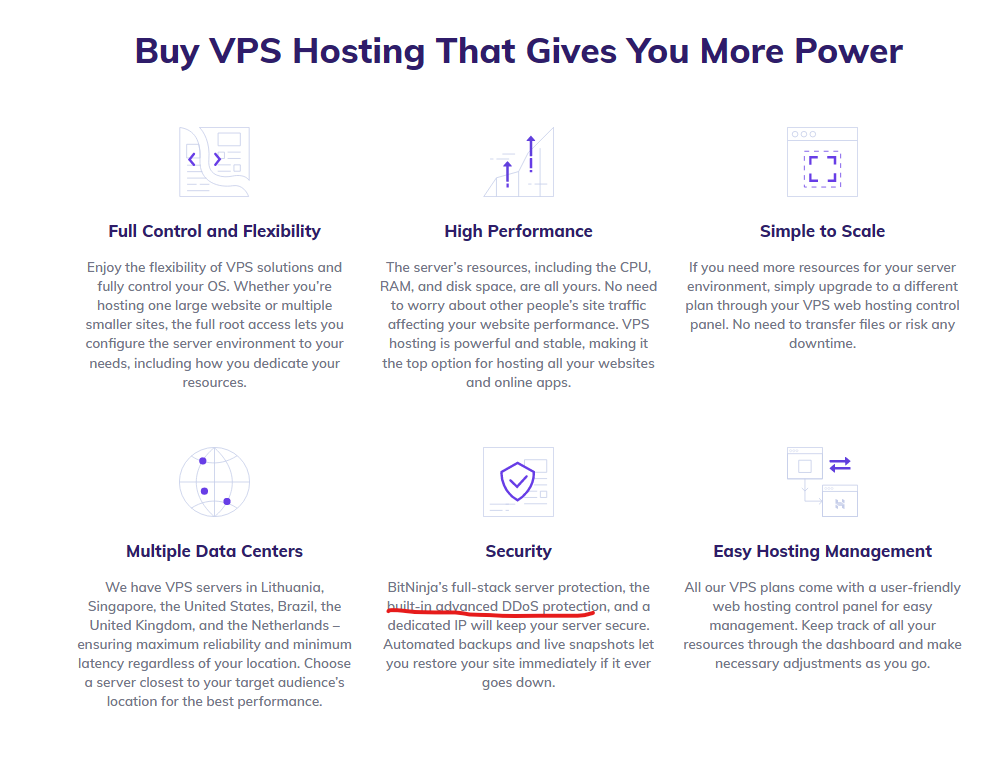 Buy VPS Hosting That Gives You More Power
Full Control and Flexibility
Enjoy the flexibility of VPS solutions and
fully control your OS. Whether you're
hosting one large website or multiple
smaller sites, the full root access lets you
configure the server environment to your
needs, including how you dedicate your
resources.
High Performance
The server's resources, including the CPU,
RAM, and disk space, are all yours. No need
to worry about other people's site traffic
affecting your website performance. VPS
hosting is powerful and stable, making it
the top option for hosting all your websites
and online apps.
Simple to Scale
If you need more resources for your server
environment, simply upgrade to a different
plan through your VPS web hosting control
panel. No need to transfer files or risk any
downtime.
Multiple Data Centers
We have VPS servers in Lithuania,
Singapore, the United States, Brazil, the
United Kingdom, and the Netherlands –
ensuring maximum reliability and minimum
latency regardless of your location. Choose
a server closest to your target audience's
location for the best performance.
Security
BitNinja's full-stack server protection, the
built-in advanced DDoS protection, and a
dedicated IP will keep your server secure.
Automated backups and live snapshots let
you restore your site immediately if it ever
goes down.
Easy Hosting Management
All our VPS plans come with a user-friendly
web hosting control panel for easy
management. Keep track of all your
resources through the dashboard and make
necessary adjustments as you go.